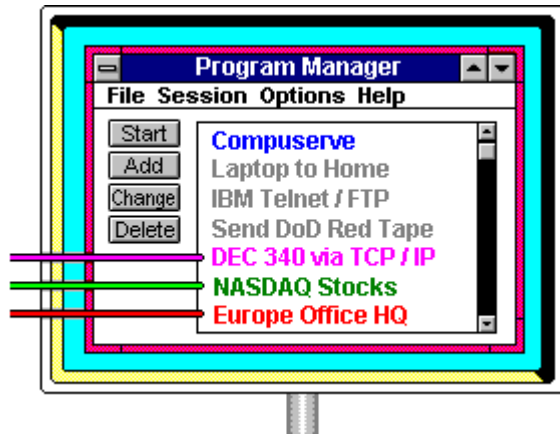 Program Manager
File Session Options Help
Start
Add
Change
Delete
Compuserve
Laptop to Home
IBM Telnet / FTP
Send DoD Red Tape
DEC 340 via TCP / IP
NASDAQ Stocks
Europe Office HQ